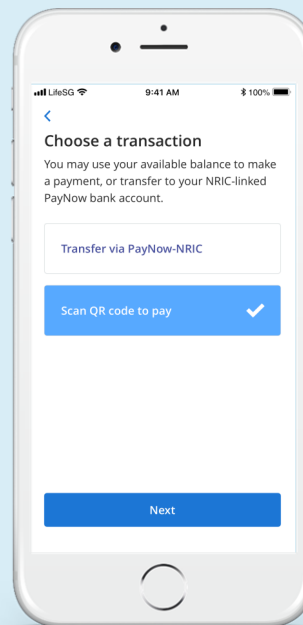 LifeSG 9:41 AM 100%
Choose a transaction
You may use your available balance to make
a payment, or transfer to your NRIC-linked
PayNow bank account.
Transfer via PayNow-NRIC
Scan QR code to pay
Next